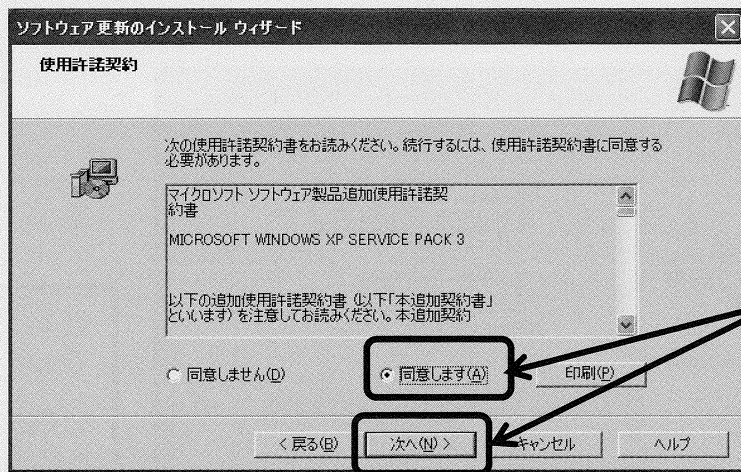 ソフトウェア更新のインストール ウィザード
使用許諾契約
次の使用許諾契約書をお読みください。続行するには、使用許諾契約書に同意する
必要があります。
マイクロソフト ソフトウェア製品追加使用許諾契
約書
MICROSOFT WINDOWS XP SERVICE PACK 3
以下の追加使用許諾契約書 (以下「本追加契約書」
といいます) を注意してお読みください。本追加契約
同意しません(D)
同意します(A)
印刷(P)
< 戻る(B)
次へ(N) >
キャンセル
ヘルプ